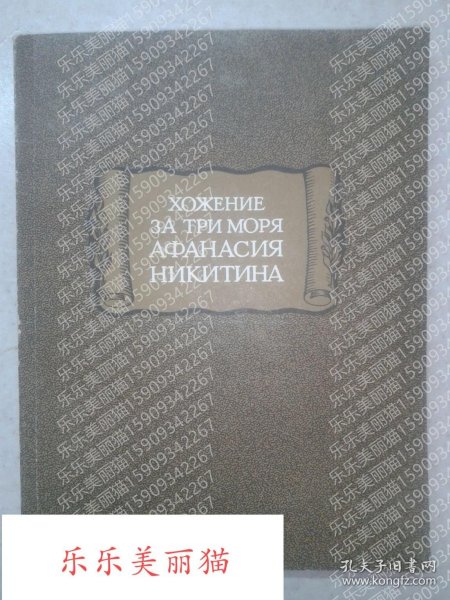 ХОЖЕНИЕ
ЗА ТРИ МОРЯ
АФАНАСИЯ
НИКИТИНА
乐乐美丽猫15909342267
乐乐美丽猫
孔夫子旧书网
www.kongfz.com